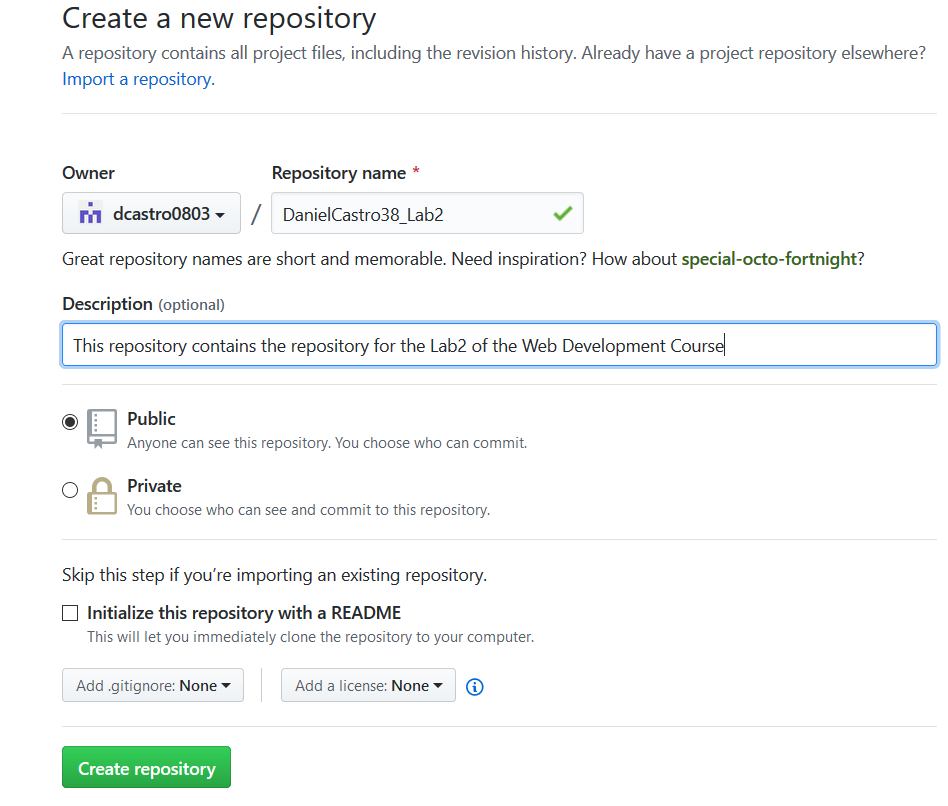 Create a new repository
A repository contains all project files, including the revision history. Already have a project repository elsewhere?
Import a repository.
Owner
Repository name *
dcastro0803
/
DanielCastro38_Lab2
Great repository names are short and memorable. Need inspiration? How about special-octo-fortnight?
Description (optional)
This repository contains the repository for the Lab2 of the Web Development Course
Public
Anyone can see this repository. You choose who can commit.
Private
You choose who can see and commit to this repository.
Skip this step if you're importing an existing repository.
Initialize this repository with a README
This will let you immediately clone the repository to your computer.
Add .gitignore: None
Add a license: None
Create repository